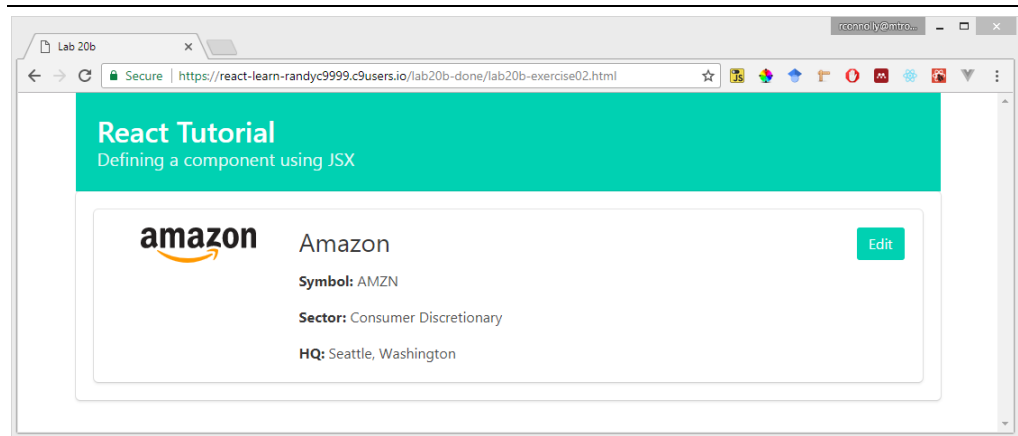 rconnolly@mtro...
Lab 20b
Secure | https://react-learn-randyc9999.c9users.io/lab20b-done/lab20b-exercise02.html
JS
React Tutorial
Defining a component using JSX
amazon
Amazon
Edit
Symbol: AMZN
Sector: Consumer Discretionary
HQ: Seattle, Washington